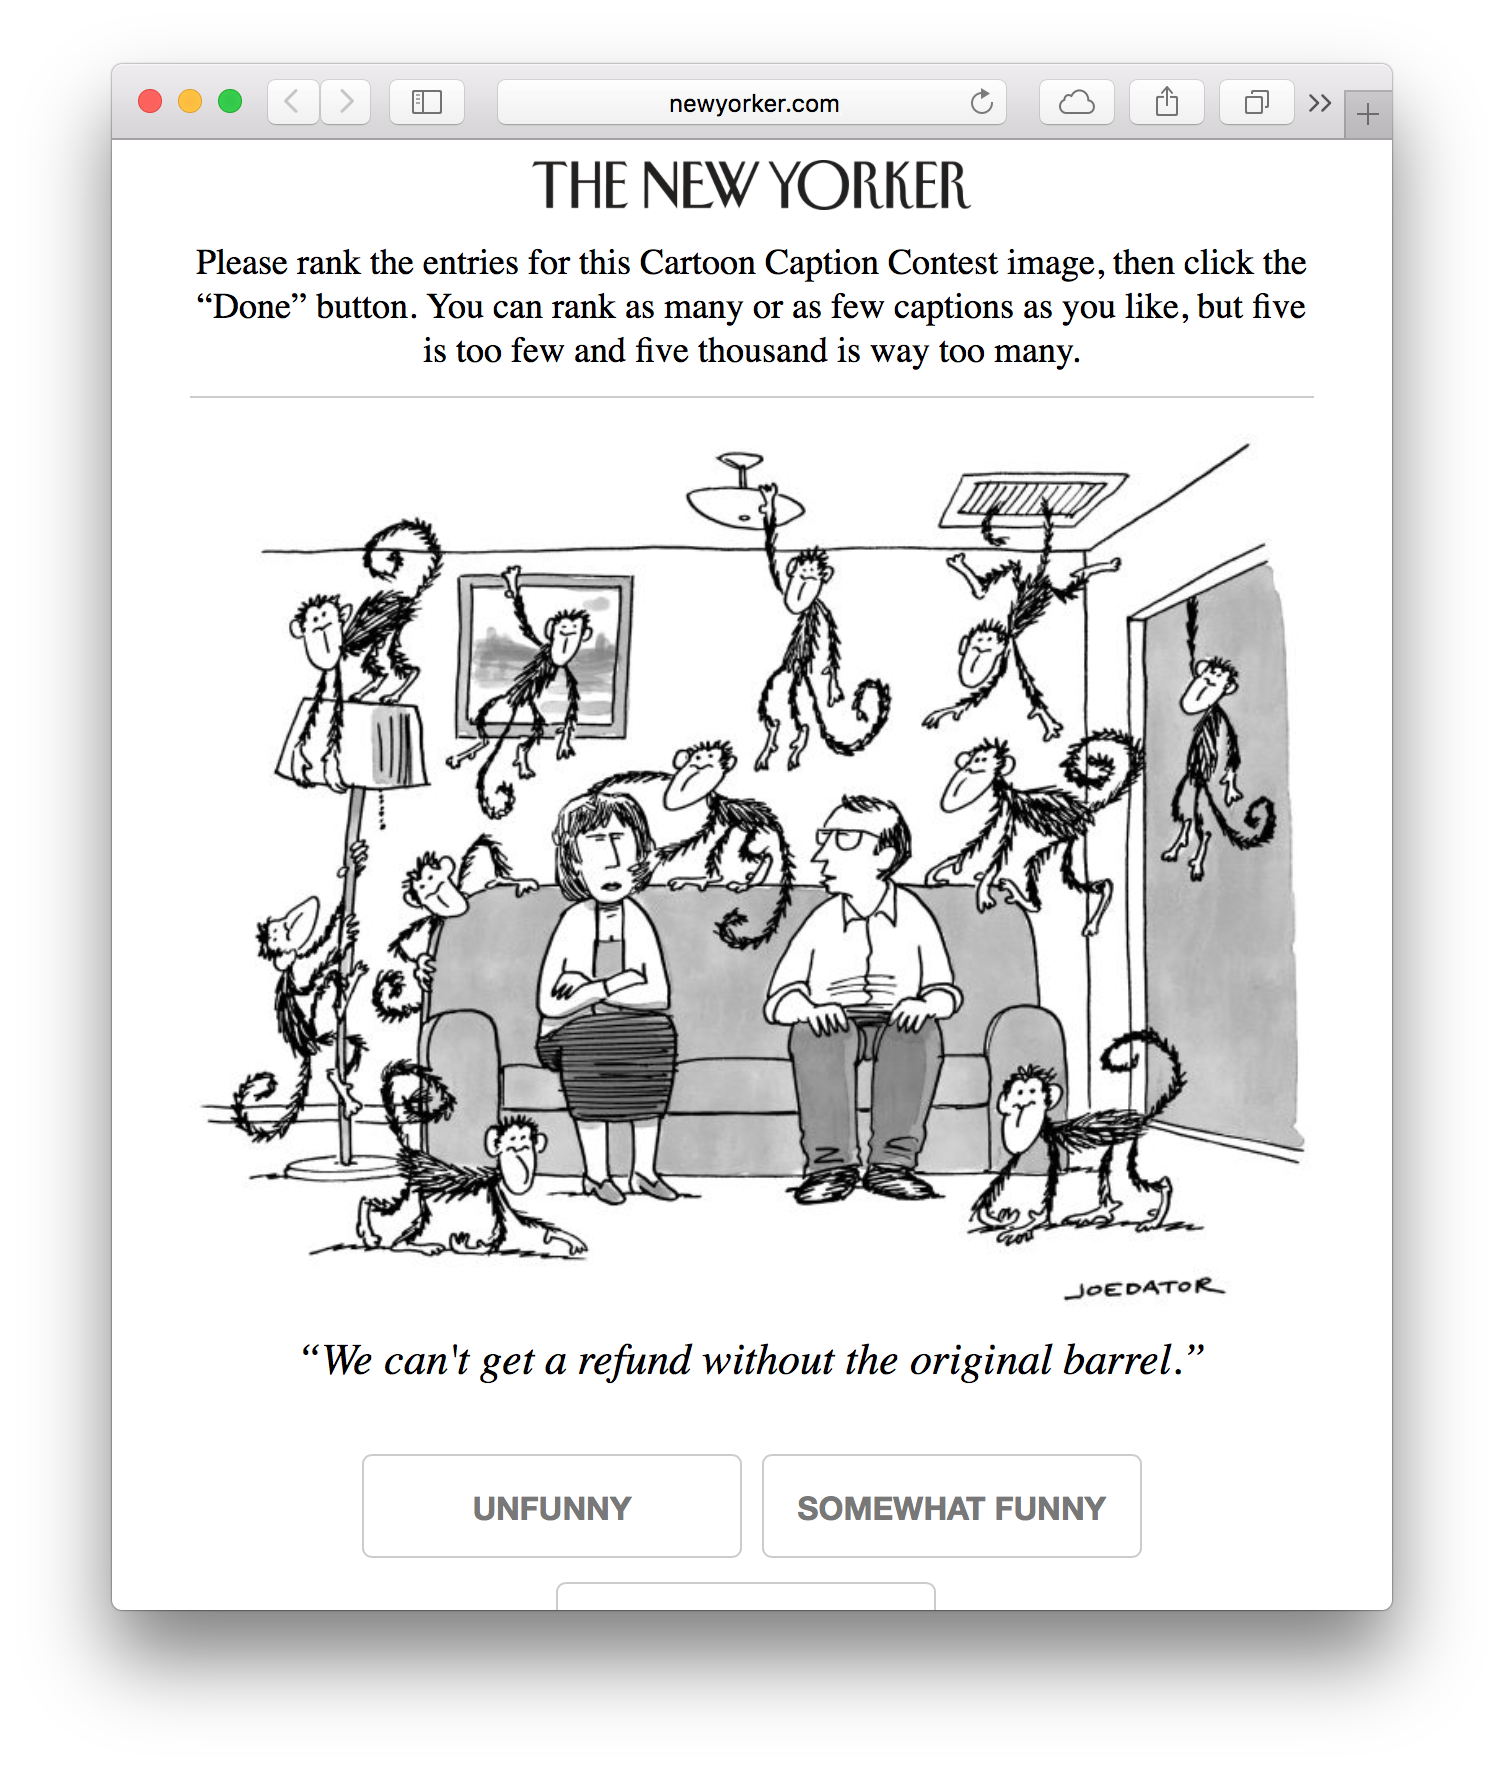 newyorker.com
THE NEW YORKER
Please rank the entries for this Cartoon Caption Contest image, then click the
“Done” button. You can rank as many or as few captions as you like, but five
is too few and five thousand is way too many.
JOEDATOR
“We can't get a refund without the original barrel.”
UNFUNNY
SOMEWHAT FUNNY